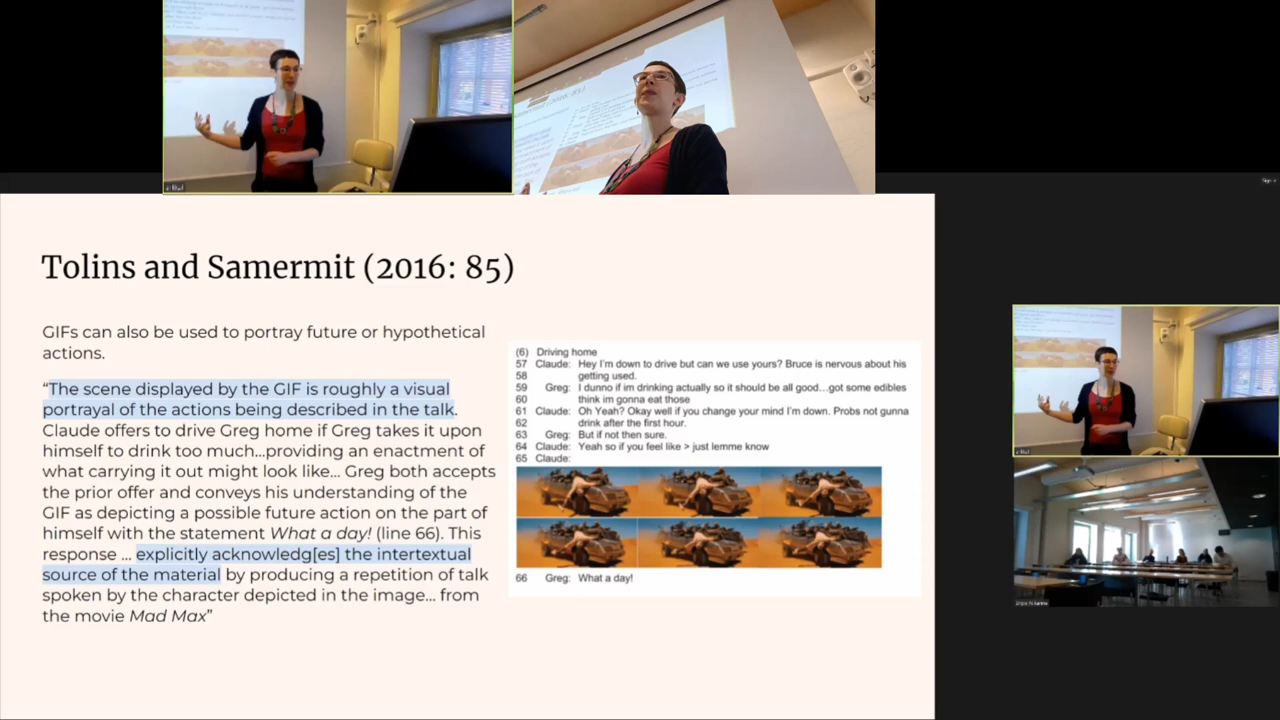 Tolins and Samermit (2016: 85)
GIFs can also be used to portray future or hypothetical
actions.
“The scene displayed by the GIF is roughly a visual
portrayal of the actions being described in the talk.
Claude offers to drive Greg home if Greg takes it upon
himself to drink too much...providing an enactment of
what carrying it out might look like... Greg both accepts
the prior offer and conveys his understanding of the
GIF as depicting a possible future action on the part of
himself with the statement What a day! (line 66). This
response ... explicitly acknowledg[es] the intertextual
source of the material by producing a repetition of talk
spoken by the character depicted in the image... from
the movie Mad Max”
(6) Driving home
57 Claude: Hey I'm down to drive but can we use yours? Bruce is nervous about his
58 getting used.
59 Greg: I dunno if im drinking actually so it should be all good...got some edibles
60 think im gonna eat those
61 Claude: Oh Yeah? Okay well if you change your mind I'm down. Probs not gunna
62 drink after the first hour.
63 Greg: But if not then sure.
64 Claude: Yeah so if you feel like > just lemme know
65 Claude:
66 Greg: What a day!